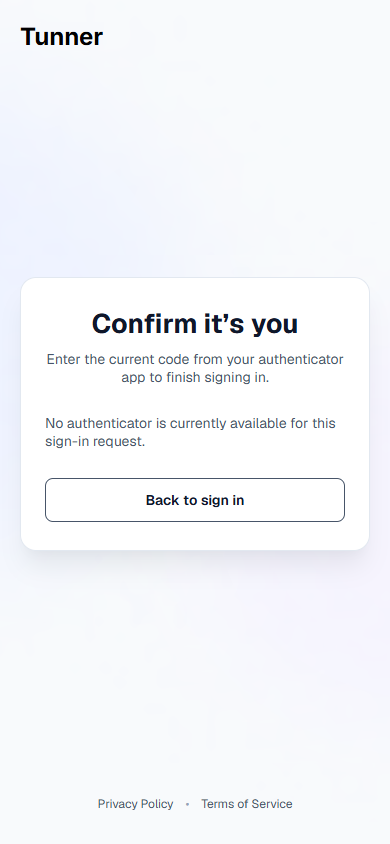 Tunner
Confirm it’s you
Enter the current code from your authenticator
app to finish signing in.
No authenticator is currently available for this
sign-in request.
Back to sign in
Privacy Policy • Terms of Service